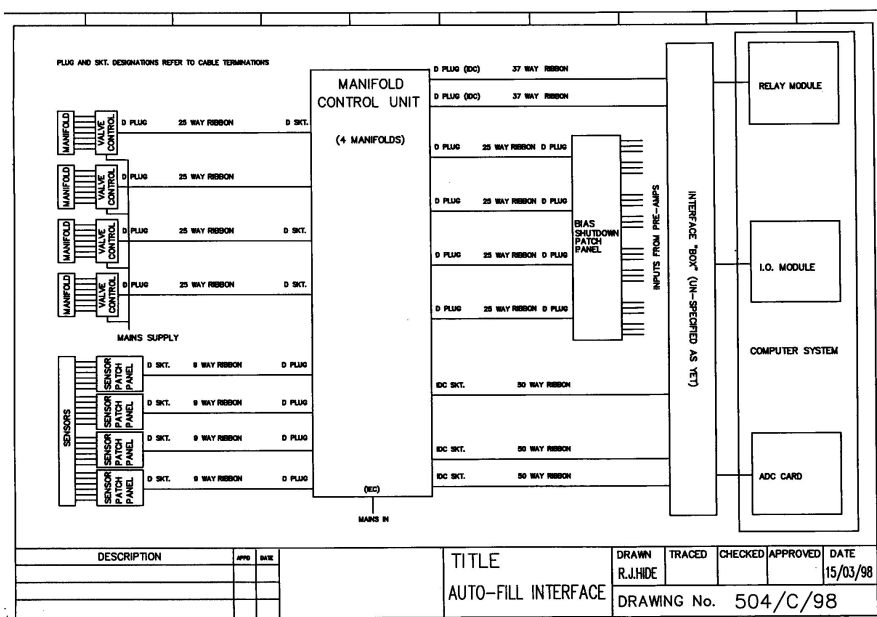 PLUG AND SKT. DESIGNATIONS REFER TO CABLE TERMINATIONS
MANIFOLD
VALVE
CONTROL
D PLUG 25 WAY RIBBON D SKT.
MANIFOLD
VALVE
CONTROL
D PLUG 25 WAY RIBBON
MANIFOLD
VALVE
CONTROL
D PLUG 25 WAY RIBBON D SKT.
MANIFOLD
VALVE
CONTROL
D PLUG 25 WAY RIBBON D SKT.
MAINS SUPPLY
SENSORS
SENSOR
PATCH
PANEL
D SKT. 9 WAY RIBBON D PLUG
SENSOR
PATCH
PANEL
D SKT. 9 WAY RIBBON D PLUG
SENSOR
PATCH
PANEL
D SKT. 9 WAY RIBBON D PLUG
SENSOR
PATCH
PANEL
D SKT. 9 WAY RIBBON D PLUG
MANIFOLD
CONTROL UNIT
(4 MANIFOLDS)
(IEC)
MAINS IN
D PLUG (IDC) 37 WAY RIBBON
D PLUG (IDC) 37 WAY RIBBON
D PLUG 25 WAY RIBBON D PLUG
D PLUG 25 WAY RIBBON D PLUG
D PLUG 25 WAY RIBBON D PLUG
D PLUG 25 WAY RIBBON D PLUG
BIAS
SHUTDOWN
PATCH
PANEL
INPUTS FROM PRE-AMPS
IDC SKT. 50 WAY RIBBON
IDC SKT. 50 WAY RIBBON
IDC SKT. 50 WAY RIBBON
INTERFACE "BOX" (UN-SPECIFIED AS YET)
RELAY MODULE
I.O. MODULE
COMPUTER SYSTEM
ADC CARD
DESCRIPTION APPD DATE
TITLE
AUTO-FILL INTERFACE
DRAWN TRACED CHECKED APPROVED DATE
R.J.HIDE 15/03/98
DRAWING No. 504/C/98